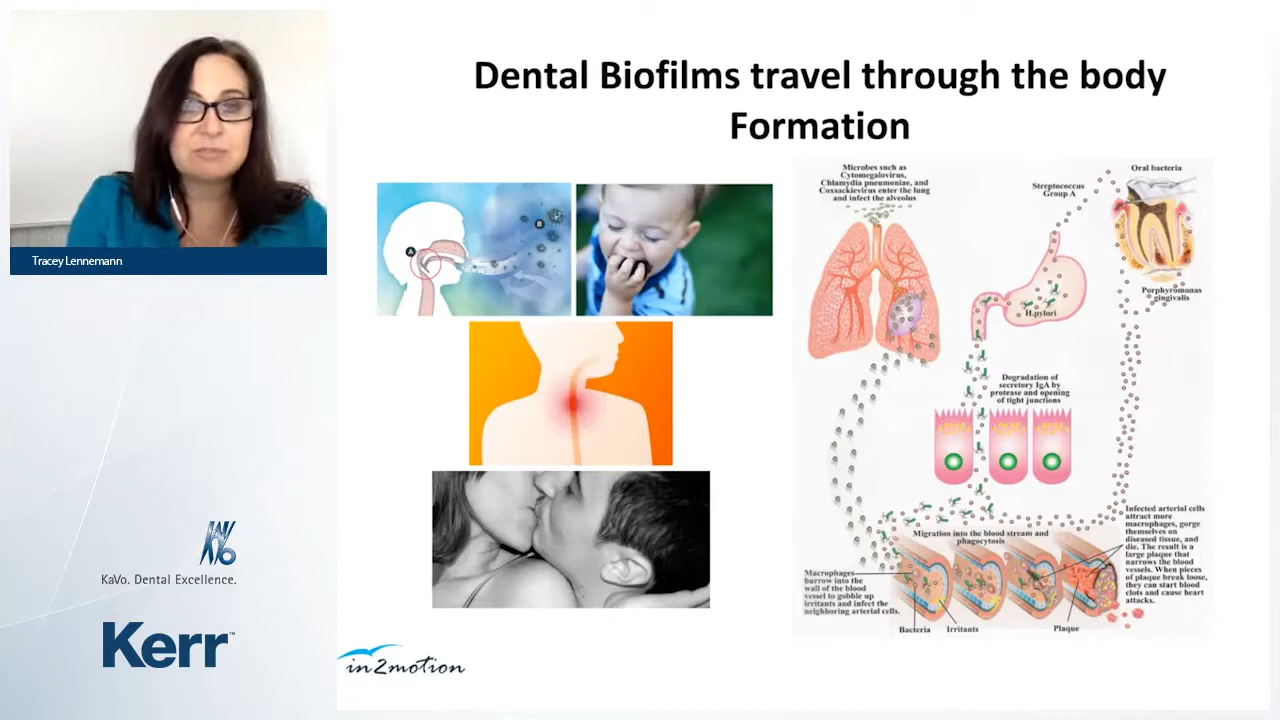 Tracey Lennemann
KaVo. Dental Excellence.
Kerr™
Dental Biofilms travel through the body
Formation
A
B
in2motion
Microbes such as
Cytomegalovirus,
Chlamydia pneumoniae, and
Coxsackievirus enter the lung
and infect the alveolus
Streptococcus
Group A
Oral bacteria
Porphyromonas
gingivalis
H.pylori
Degradation of
secretory IgA by
protease and opening
of tight junctions
Migration into the blood stream and
phagocytosis
Macrophages
burrow into the
wall of the blood
vessel to gobble up
irritants and infect the
neighboring arterial cells.
Bacteria
Irritants
Plaque
Infected arterial cells
attract more
macrophages, gorge
themselves on
diseased tissue, and
die. The result is a
large plaque that
narrows the blood
vessels. When pieces
of plaque break loose,
they can start blood
clots and cause heart
attacks.